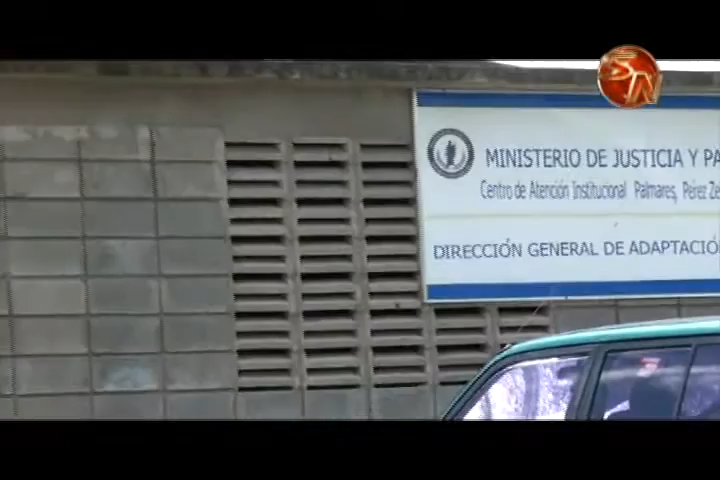 MINISTERIO DE JUSTICIA Y PA
Centro de Atención Institucional Palmares, Pérez Ze
DIRECCIÓN GENERAL DE ADAPTACIÓ